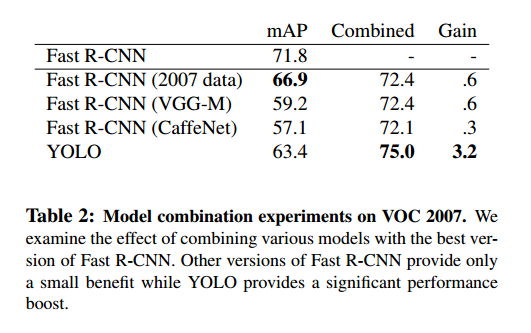 mAP Combined Gain
Fast R-CNN 71.8 - -
Fast R-CNN (2007 data) 66.9 72.4 .6
Fast R-CNN (VGG-M) 59.2 72.4 .6
Fast R-CNN (CaffeNet) 57.1 72.1 .3
YOLO 63.4 75.0 3.2
Table 2: Model combination experiments on VOC 2007. We
examine the effect of combining various models with the best ver-
sion of Fast R-CNN. Other versions of Fast R-CNN provide only
a small benefit while YOLO provides a significant performance
boost.